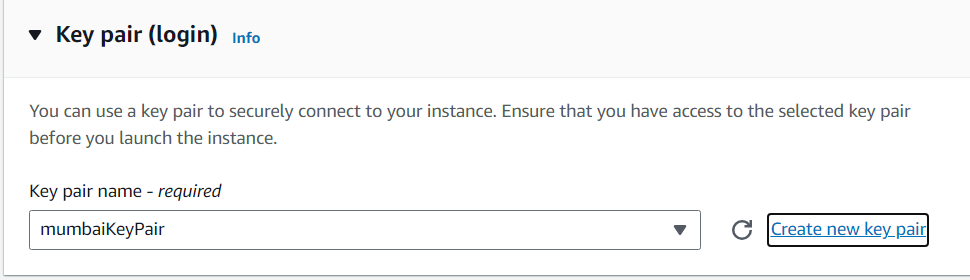 Key pair (login) Info
You can use a key pair to securely connect to your instance. Ensure that you have access to the selected key pair
before you launch the instance.
Key pair name - required
mumbaiKeyPair
Create new key pair